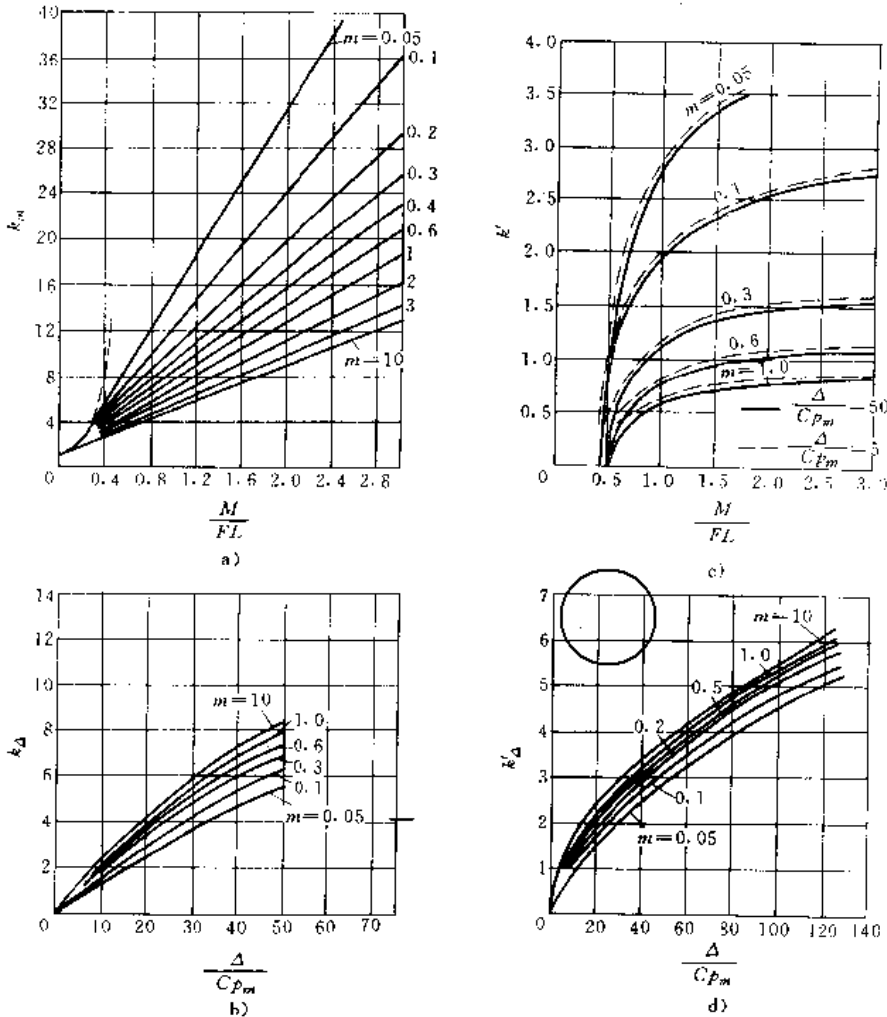 40
36
32
28
24
20
16
12
8
4
0
k_m
m=0.05
0.1
0.2
0.3
0.4
0.6
1
2
3
m=10
0.4 0.8 1.2 1.6 2.0 2.4 2.8
M
FL
a)
4.0
3.5
3.0
2.5
2.0
1.5
1.0
0.5
0
k'
m=0.05
0.1
0.3
0.6
m=1.0
Δ
Cp_m
50
Δ
Cp_m
0.5 1.0 1.5 2.0 2.5 3.0
M
FL
c)
14
12
10
8
6
4
2
0
k_Δ
m=10
1.0
0.6
0.3
0.1
m=0.05
10 20 30 40 50 60 70
Δ
Cp_m
b)
7
6
5
4
3
2
1
0
k'_Δ
m=10
1.0
0.5
0.2
0.1
m=0.05
20 40 60 80 100 120 140
Δ
Cp_m
d)